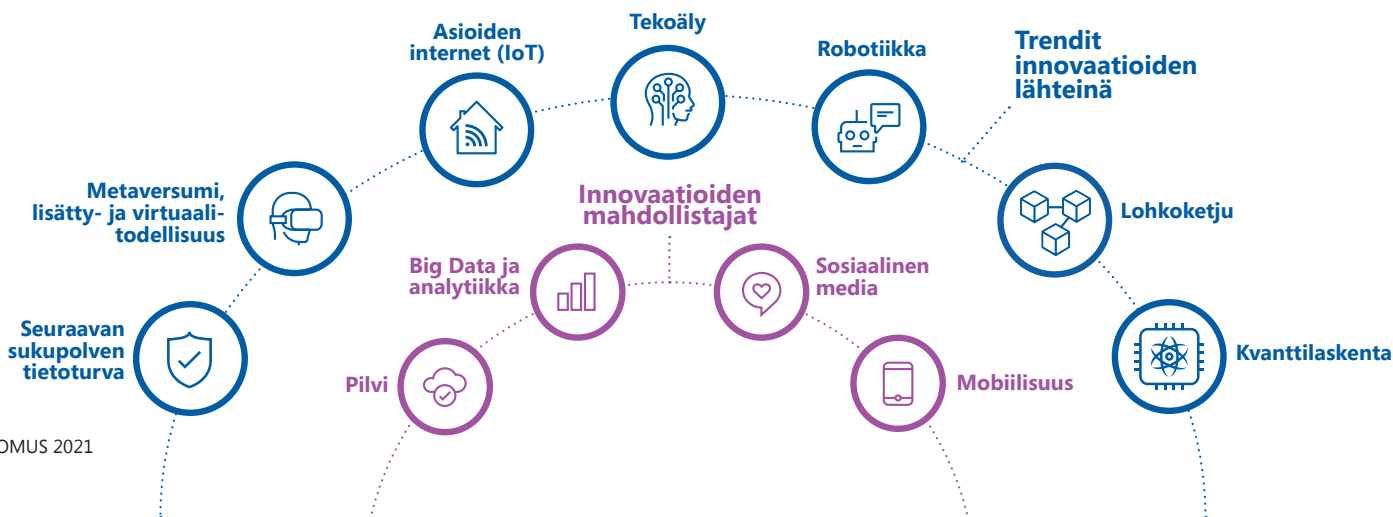 Tekoäly
Asioiden
internet (IoT)
Robotiikka
Trendit
innovaatioiden
lähteinä
Metaversumi,
lisätty- ja virtuaali-
todellisuus
Innovaatioiden
mahdollistajat
Lohkoketju
Big Data ja
analytiikka
Sosiaalinen
media
Seuraavan
sukupolven
tietoturva
Pilvi
Mobiilisuus
Kvanttilaskenta
OMUS 2021